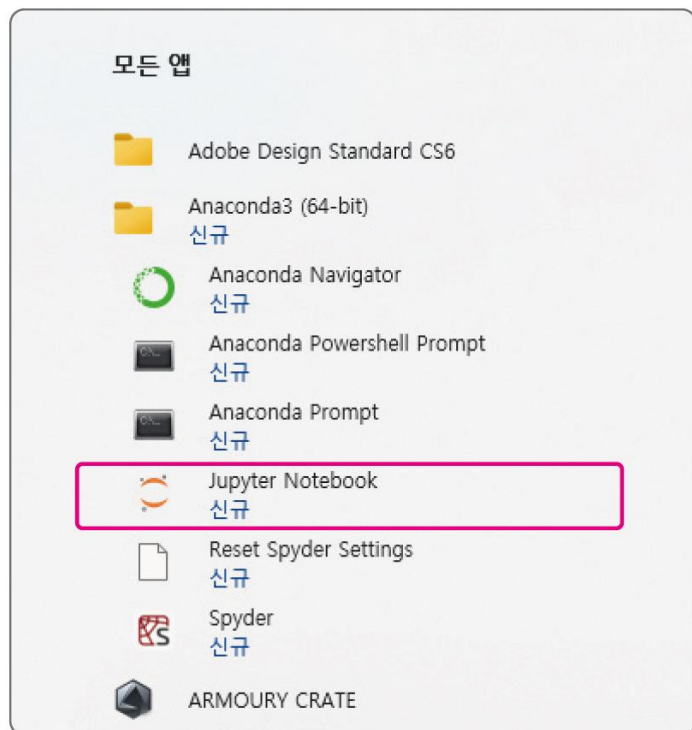 모든 앱
Adobe Design Standard CS6
Anaconda3 (64-bit)
신규
Anaconda Navigator
신규
Anaconda Powershell Prompt
신규
Anaconda Prompt
신규
Jupyter Notebook
신규
Reset Spyder Settings
신규
Spyder
신규
ARMOURY CRATE